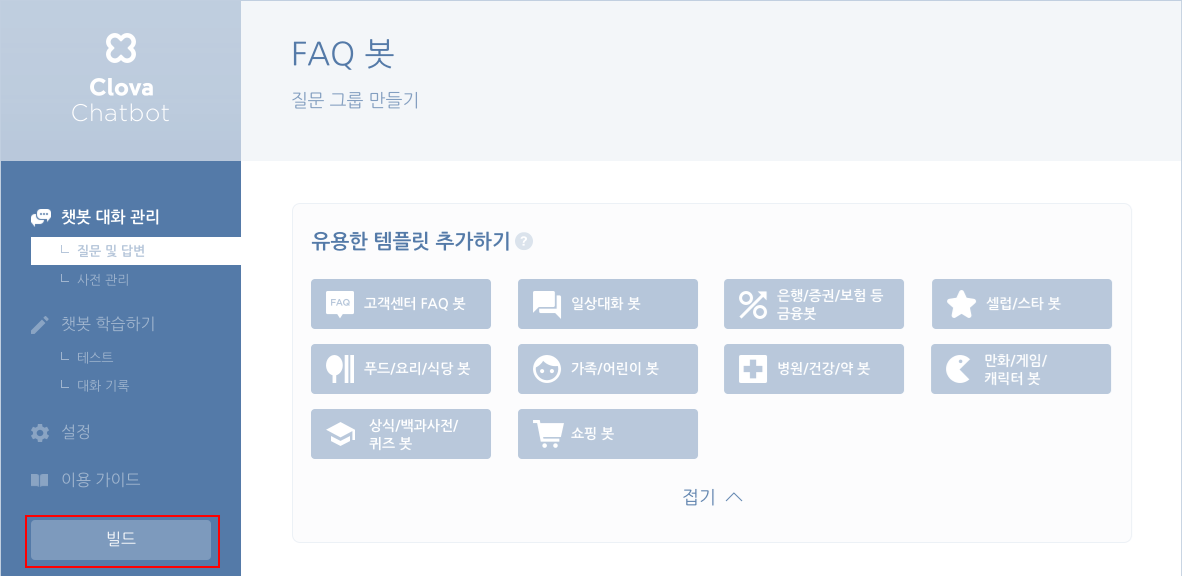 Clova
Chatbot
챗봇 대화 관리
질문 및 답변
사전 관리
챗봇 학습하기
테스트
대화 기록
설정
이용 가이드
빌드
FAQ 봇
질문 그룹 만들기
유용한 템플릿 추가하기 ?
FAQ 고객센터 FAQ 봇
일상대화 봇
은행/증권/보험 등
금융봇
셀럽/스타 봇
푸드/요리/식당 봇
가족/어린이 봇
병원/건강/약 봇
만화/게임/
캐릭터 봇
상식/백과사전/
퀴즈 봇
쇼핑 봇
접기